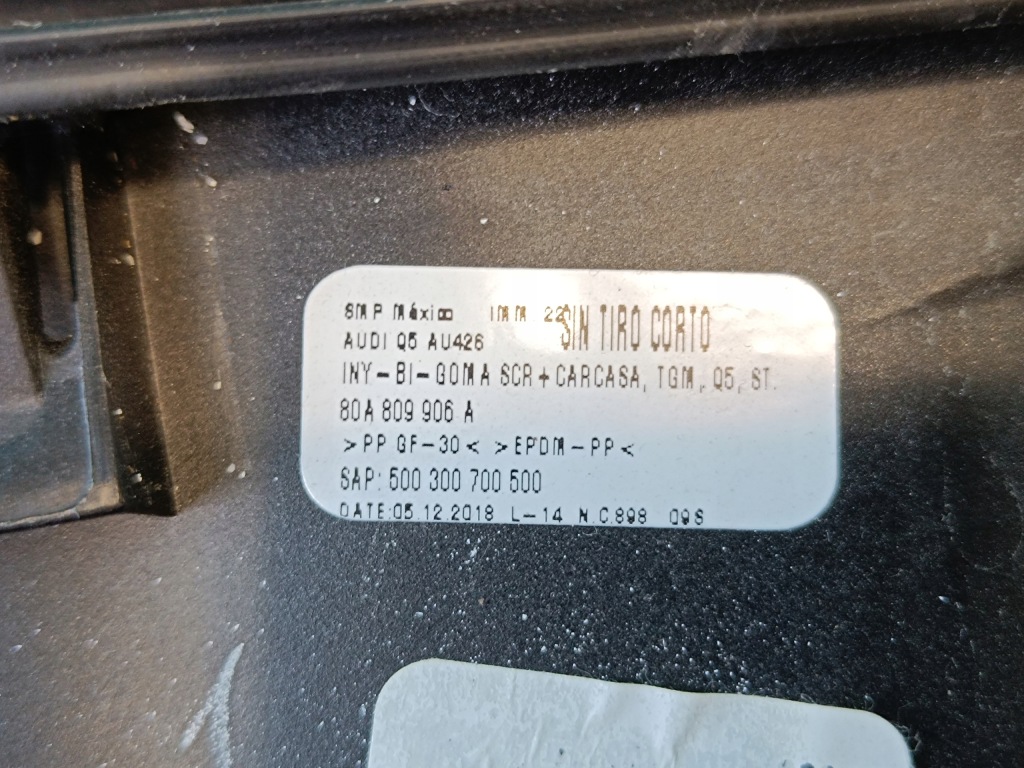 SMP México IMM 22 SIN TIRO CORTO
AUDI Q5 AU426
INY-BI-GOMA SCR+CARCASA, TGM, Q5, ST.
80A 809 906 A
>PP GF-30< >EPDM-PP<
SAP: 500 300 700 500
DATE:05.12.2018 L-14 N.C.898 09S